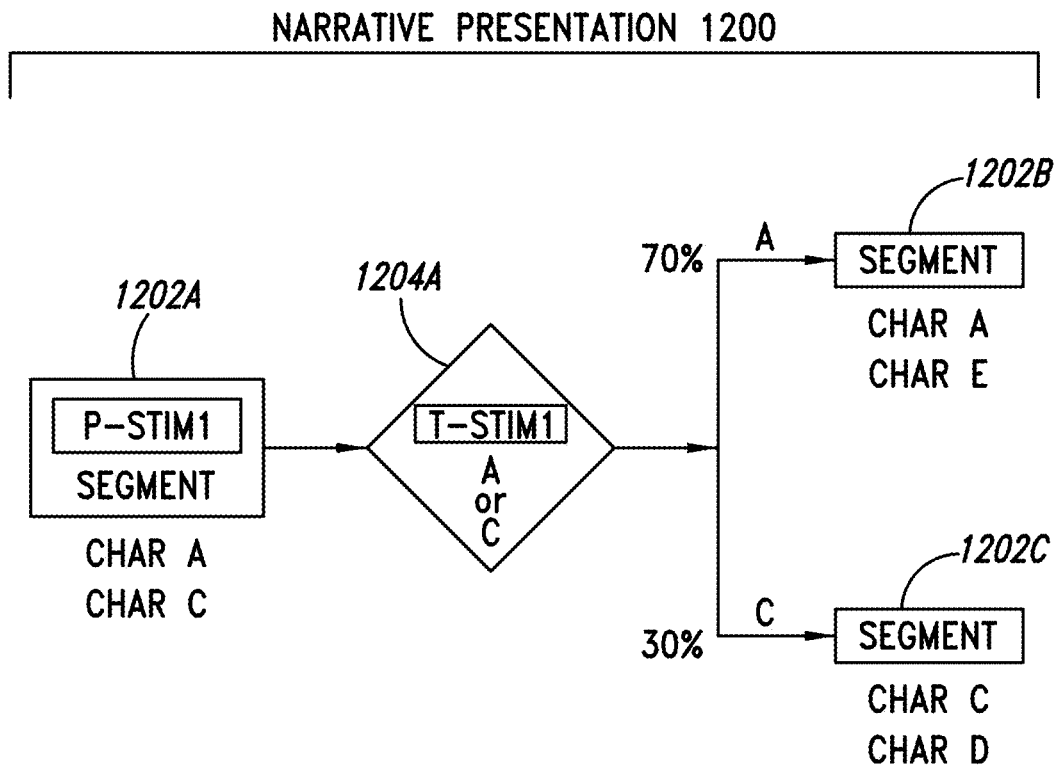 NARRATIVE PRESENTATION 1200
1202A
P-STIM1
SEGMENT
CHAR A
CHAR C
1204A
T-STIM1
A
or
C
70%
A
1202B
SEGMENT
CHAR A
CHAR E
30%
C
1202C
SEGMENT
CHAR C
CHAR D